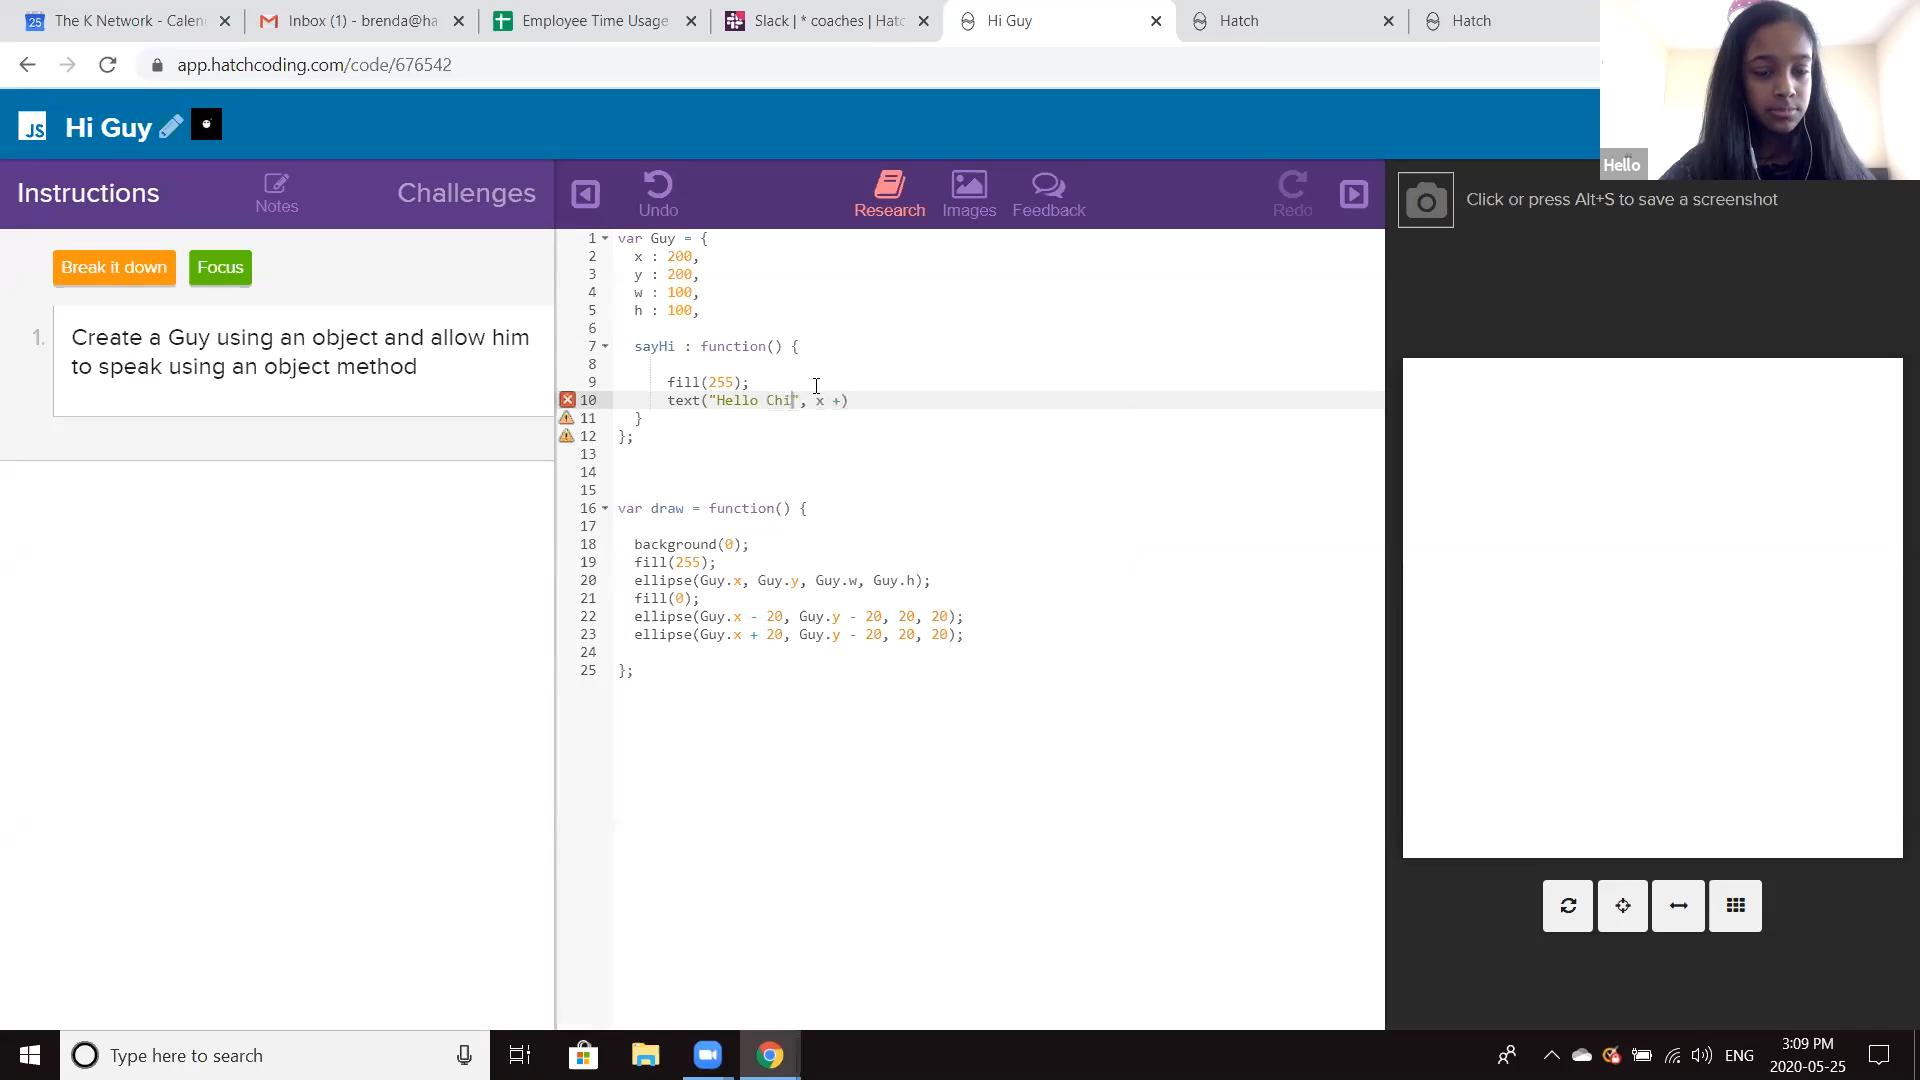 The K Network - Calen
Inbox (1) - brenda@ha
Employee Time Usage
Slack | * coaches | Hatc
Hi Guy
Hatch
Hatch
app.hatchcoding.com/code/676542
JS
Hi Guy
Hello
Instructions
Notes
Challenges
Undo
Research
Images
Feedback
Redo
Click or press Alt+S to save a screenshot
Break it down
Focus
1. Create a Guy using an object and allow him
to speak using an object method
1 var Guy = {
2 x : 200,
3 y : 200,
4 w : 100,
5 h : 100,
6
7 sayHi : function() {
8
9 fill(255);
10 text("Hello Chi", x +)
11 }
12 };
13
14
15
16 var draw = function() {
17
18 background(0);
19 fill(255);
20 ellipse(Guy.x, Guy.y, Guy.w, Guy.h);
21 fill(0);
22 ellipse(Guy.x - 20, Guy.y - 20, 20, 20);
23 ellipse(Guy.x + 20, Guy.y - 20, 20, 20);
24
25 };
Type here to search
ENG
3:09 PM
2020-05-25